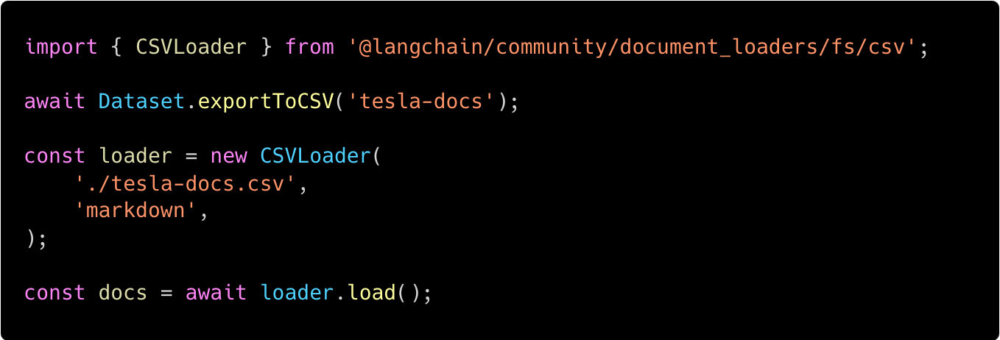 import { CSVLoader } from '@langchain/community/document_loaders/fs/csv';
await Dataset.exportToCSV('tesla-docs');
const loader = new CSVLoader(
    './tesla-docs.csv',
    'markdown',
);
const docs = await loader.load();